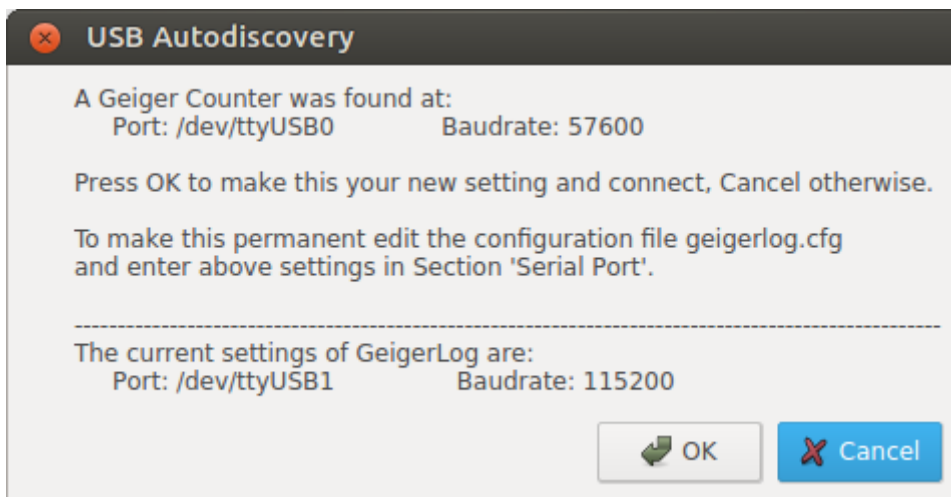 USB Autodiscovery
A Geiger Counter was found at:
Port: /dev/ttyUSB0 Baudrate: 57600
Press OK to make this your new setting and connect, Cancel otherwise.
To make this permanent edit the configuration file geigerlog.cfg
and enter above settings in Section 'Serial Port'.
The current settings of GeigerLog are:
Port: /dev/ttyUSB1 Baudrate: 115200
OK Cancel